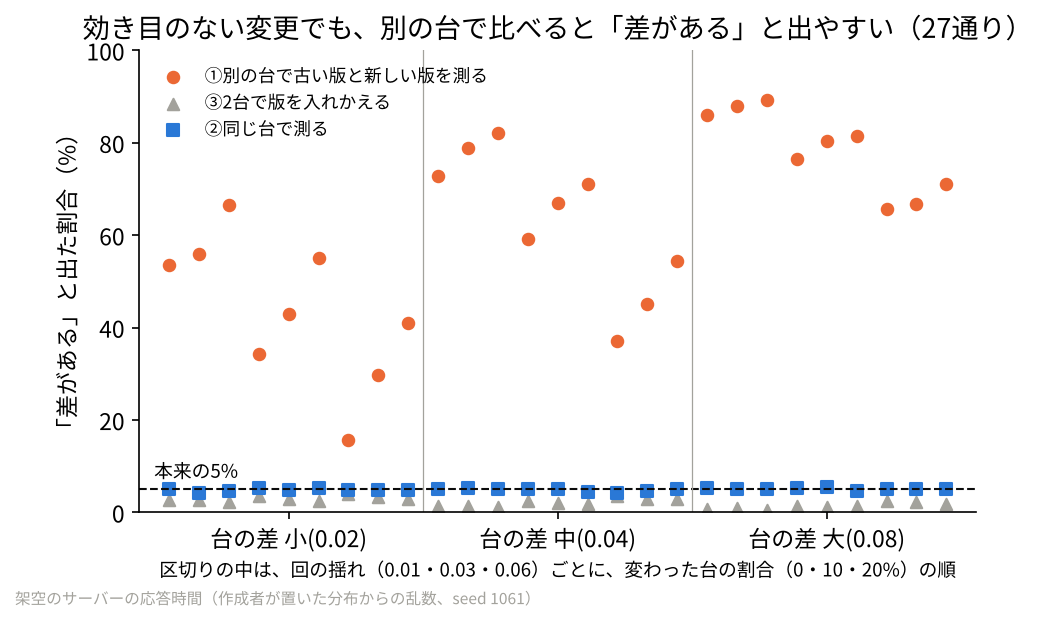 効き目のない変更でも、別の台で比べると「差がある」と出やすい（27通り）
「差がある」と出た割合（%）
100
80
60
40
20
0
①別の台で古い版と新しい版を測る
③2台で版を入れかえる
②同じ台で測る
本来の5%
台の差 小(0.02)
台の差 中(0.04)
台の差 大(0.08)
区切りの中は、回の揺れ（0.01・0.03・0.06）ごとに、変わった台の割合（0・10・20%）の順
架空のサーバーの応答時間（作成者が置いた分布からの乱数、seed 1061）